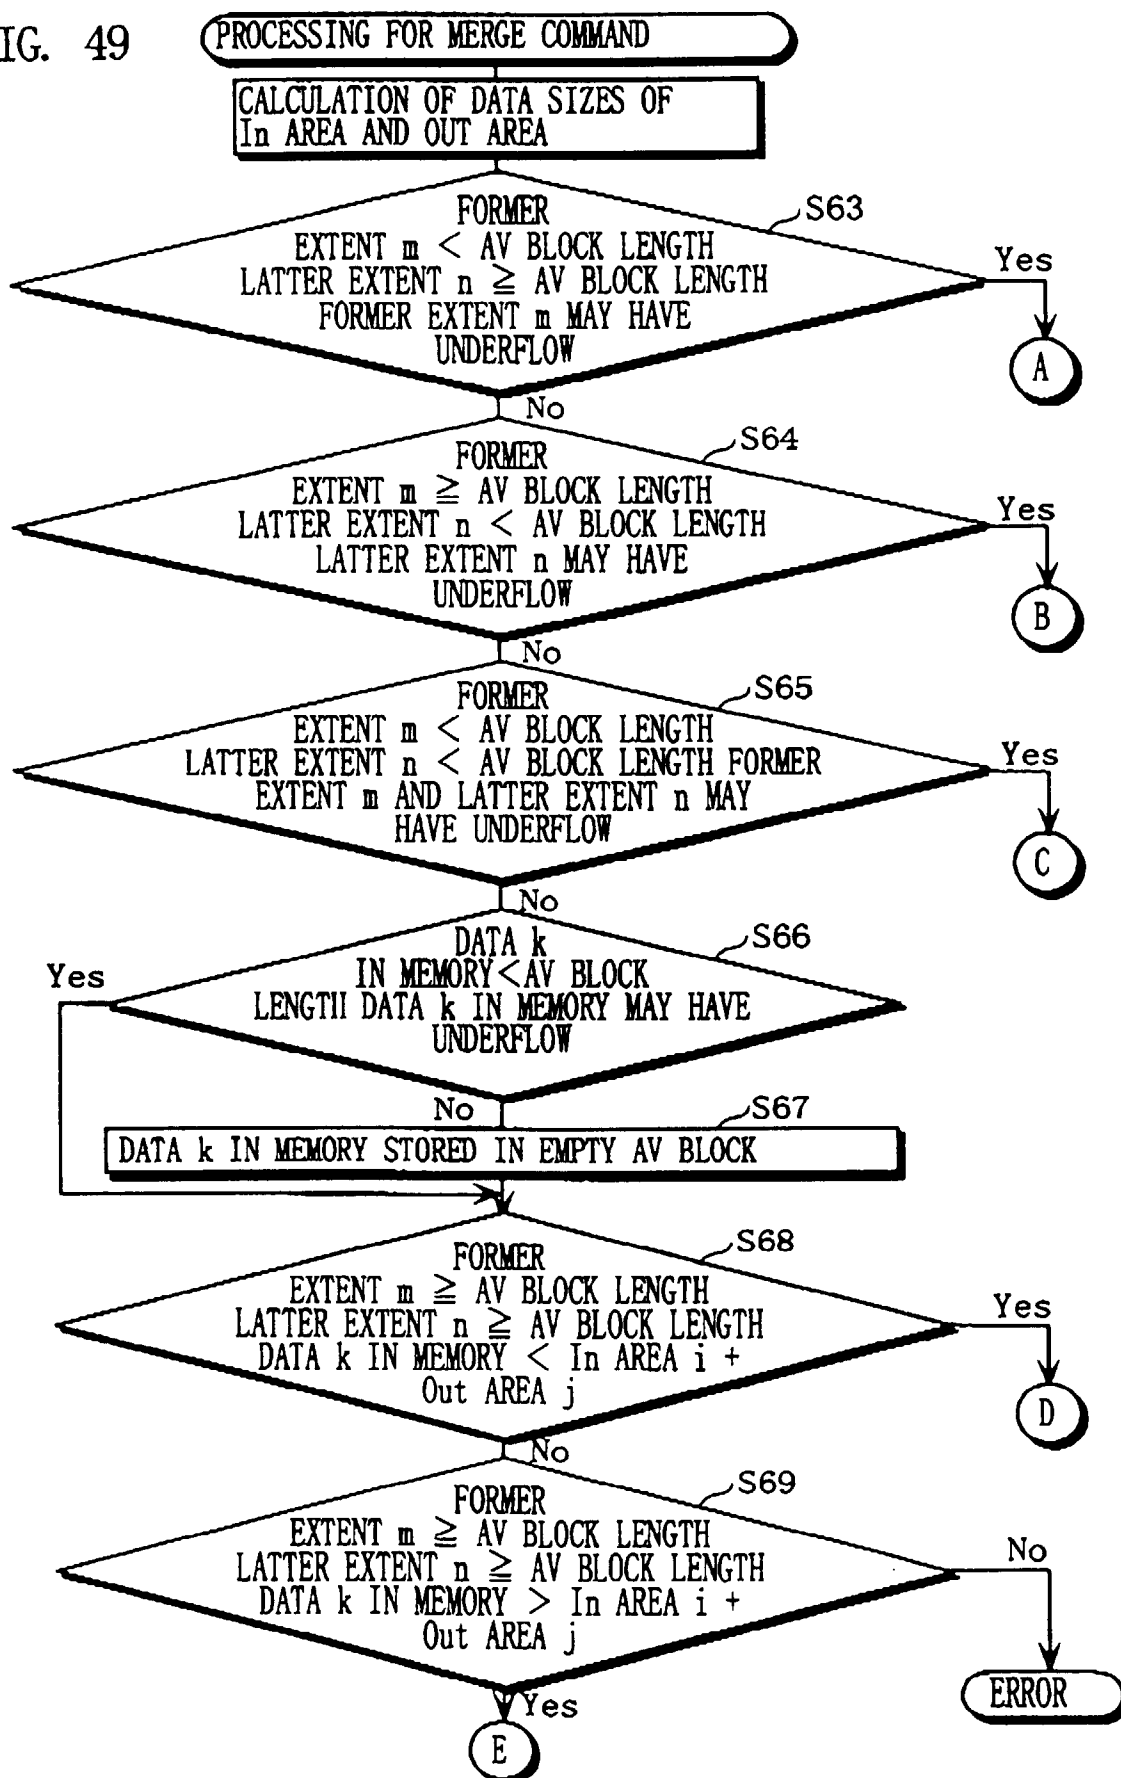 IG. 49
PROCESSING FOR MERGE COMMAND
CALCULATION OF DATA SIZES OF
In AREA AND OUT AREA
S63
FORMER
EXTENT m < AV BLOCK LENGTH
LATTER EXTENT n ≧ AV BLOCK LENGTH
FORMER EXTENT m MAY HAVE
UNDERFLOW
Yes
A
No
S64
FORMER
EXTENT m ≧ AV BLOCK LENGTH
LATTER EXTENT n < AV BLOCK LENGTH
LATTER EXTENT n MAY HAVE
UNDERFLOW
Yes
B
No
S65
FORMER
EXTENT m < AV BLOCK LENGTH
LATTER EXTENT n < AV BLOCK LENGTH FORMER
EXTENT m AND LATTER EXTENT n MAY
HAVE UNDERFLOW
Yes
C
No
S66
DATA k
IN MEMORY<AV BLOCK
LENGTH DATA k IN MEMORY MAY HAVE
UNDERFLOW
Yes
No
S67
DATA k IN MEMORY STORED IN EMPTY AV BLOCK
S68
FORMER
EXTENT m ≧ AV BLOCK LENGTH
LATTER EXTENT n ≧ AV BLOCK LENGTH
DATA k IN MEMORY < In AREA i +
Out AREA j
Yes
D
No
S69
FORMER
EXTENT m ≧ AV BLOCK LENGTH
LATTER EXTENT n ≧ AV BLOCK LENGTH
DATA k IN MEMORY > In AREA i +
Out AREA j
No
ERROR
Yes
E